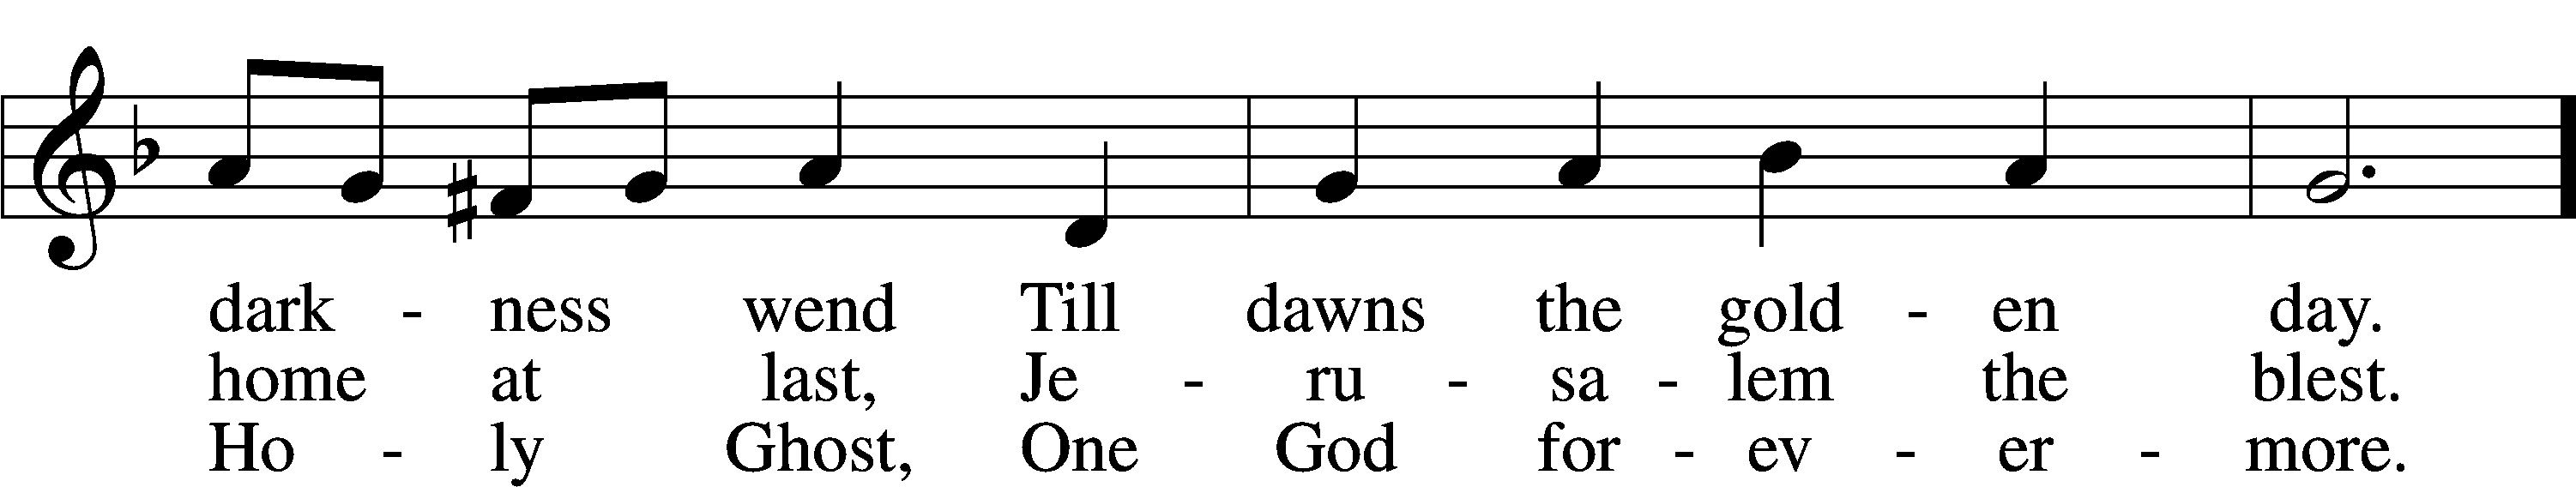 dark - ness wend Till dawns the gold - en day.
home at last, Je - ru - sa - lem the blest.
Ho - ly Ghost, One God for - ev - er - more.